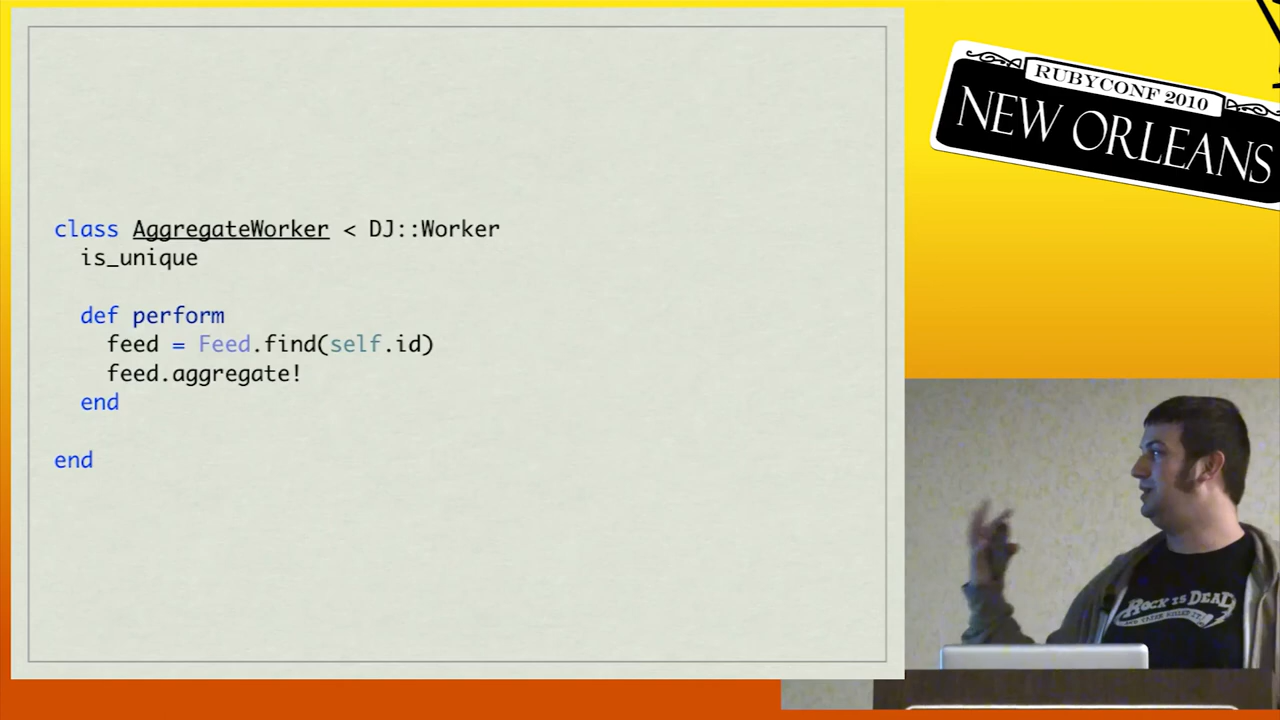 class AggregateWorker < DJ::Worker
is_unique
def perform
feed = Feed.find(self.id)
feed.aggregate!
end
end
RUBYCONF 2010
NEW ORLEANS
ROCK IS DEAD